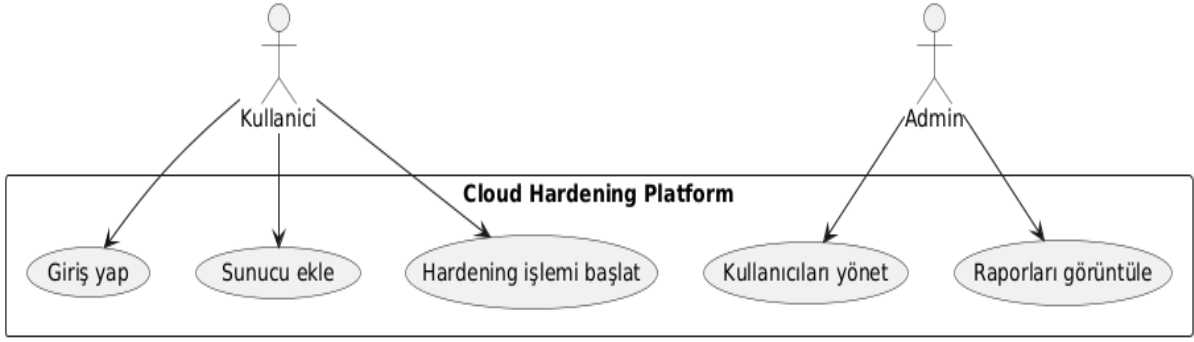 Kullanici
Admin
Cloud Hardening Platform
Giriş yap
Sunucu ekle
Hardening işlemi başlat
Kullanıcıları yönet
Raporları görüntüle